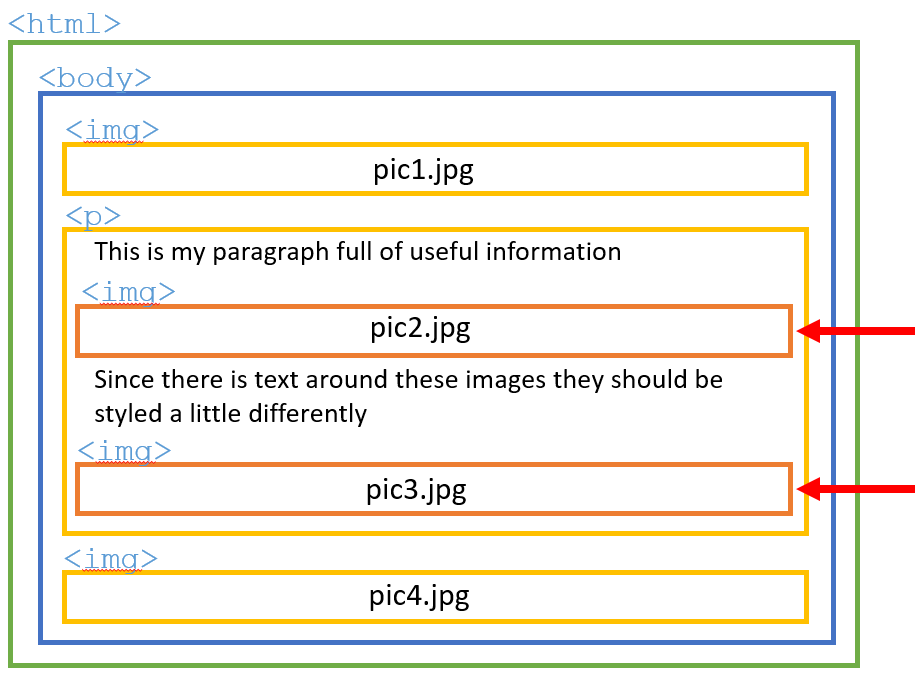 <html>
<body>
<img>
pic1.jpg
<p>
This is my paragraph full of useful information
<img>
pic2.jpg
Since there is text around these images they should be
styled a little differently
<img>
pic3.jpg
<img>
pic4.jpg